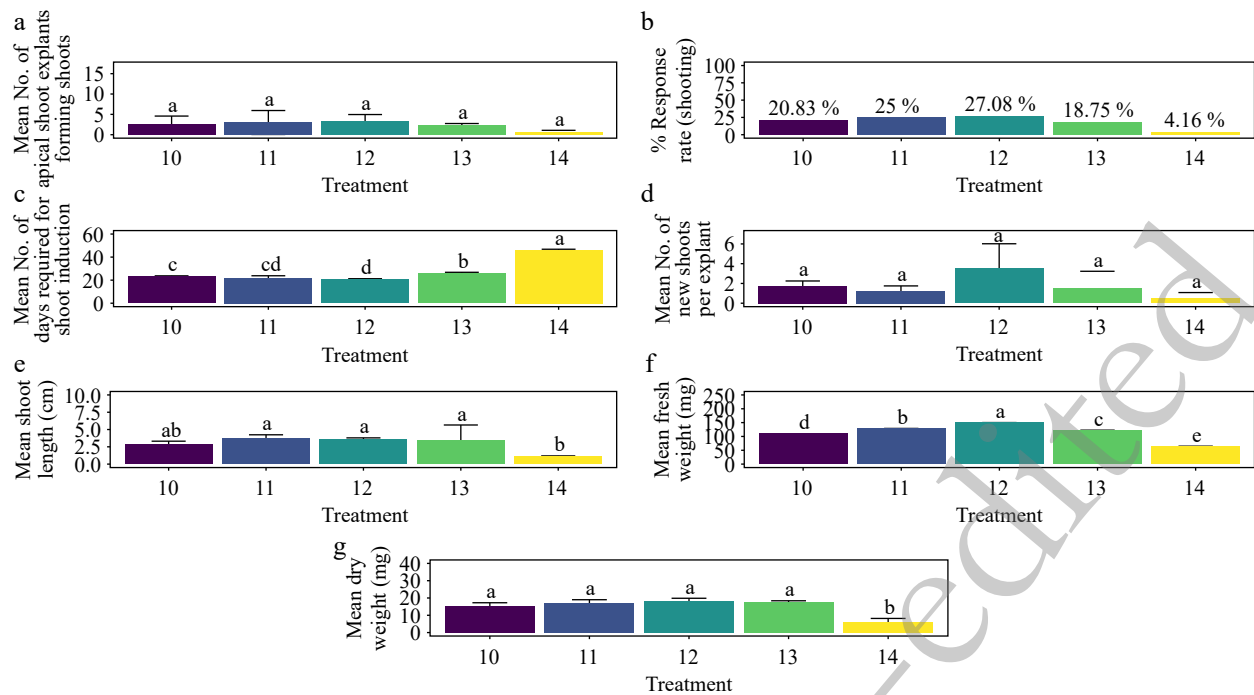 a
Mean No. of
apical shoot explants
forming shoots
15
10
5
0
a a a a a
10 11 12 13 14
Treatment
b
% Response
rate (shooting)
100
75
50
25
0
20.83 % 25 % 27.08 % 18.75 % 4.16 %
10 11 12 13 14
Treatment
c
Mean No. of
days required for
shoot induction
60
40
20
0
c cd d b a
10 11 12 13 14
Treatment
d
Mean No. of
new shoots
per explant
6
4
2
0
a a a a a
10 11 12 13 14
Treatment
e
Mean shoot
length (cm)
10.0
7.5
5.0
2.5
0.0
ab a a a b
10 11 12 13 14
Treatment
f
Mean fresh
weight (mg)
250
200
150
100
50
0
d b a c e
10 11 12 13 14
Treatment
g
Mean dry
weight (mg)
40
30
20
10
0
a a a a b
10 11 12 13 14
Treatment
-edited